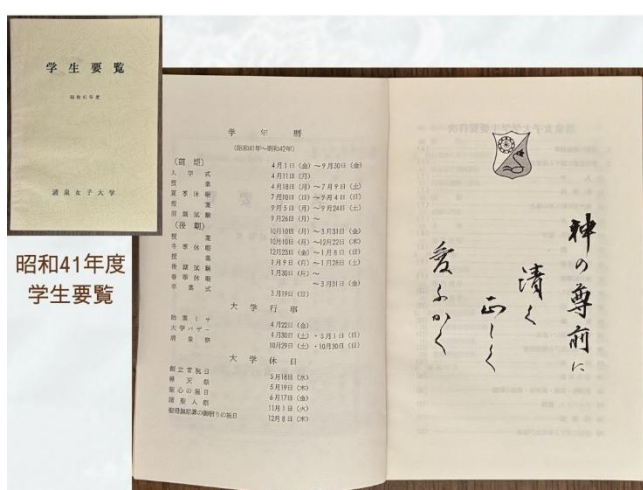 学生要覧
昭和41年度
清泉女子大学
昭和41年度
学生要覧
学年暦
(昭和41年~昭和42年)
(前期) 4月1日(金)~9月30日(金)
入学式 4月11日(月)
授業 4月18日(月)~7月9日(土)
夏季休暇 7月10日(日)~9月4日(日)
授業 9月5日(月)~9月24日(土)
前期試験 9月26日(月)~
(後期) 10月10日(月)~3月31日(金)
授業 10月10日(月)~12月22日(木)
冬季休暇 12月23日(金)~1月8日(日)
授業 1月9日(月)~1月28日(土)
後期試験 1月30日(月)~
春季休暇 ~3月31日(金)
卒業式 3月19日(日)
大学行事
4月22日(金)
大学バザー 4月30日(土)・5月1日(日)
清泉祭 10月29日(土)・10月30日(日)
大学休日
創立者祝日 5月18日(水)
昇天祭 5月19日(木)
聖心の祝日 6月17日(金)
諸聖人祭 11月1日(火)
聖母無原罪の御宿りの祝日 12月8日(木)
神の尊前に
清く
正しく
愛ふかく